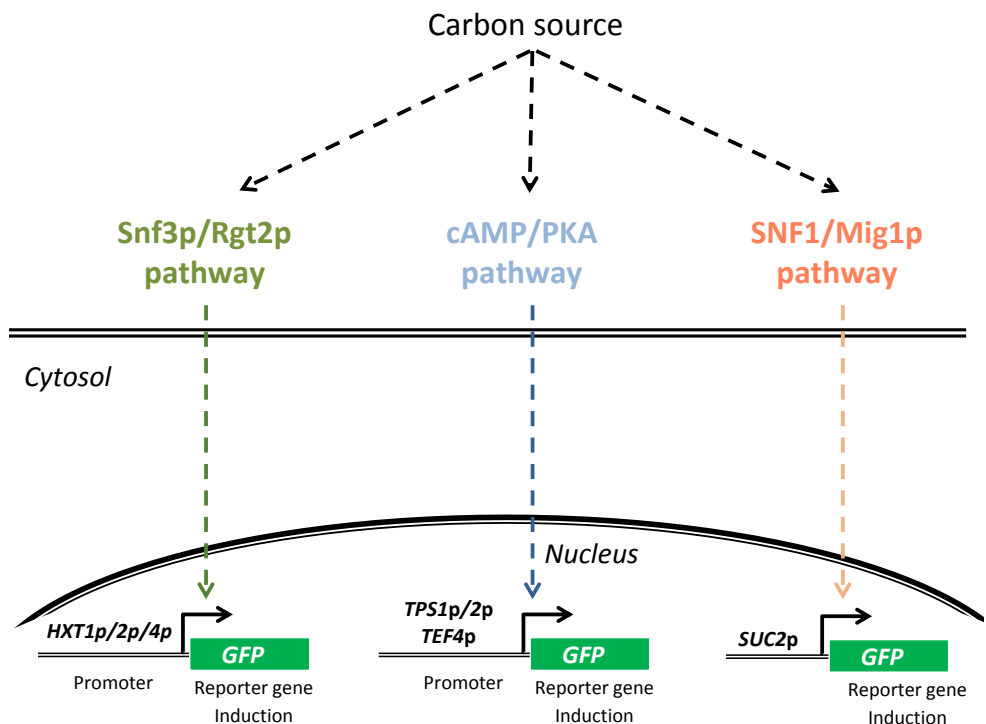 Carbon source
Snf3p/Rgt2p
pathway
cAMP/PKA
pathway
SNF1/Mig1p
pathway
Cytosol
Nucleus
HXT1p/2p/4p
GFP
Promoter
Reporter gene
Induction
TPS1p/2p
TEF4p
GFP
Promoter
Reporter gene
Induction
SUC2p
GFP
Reporter gene
Induction